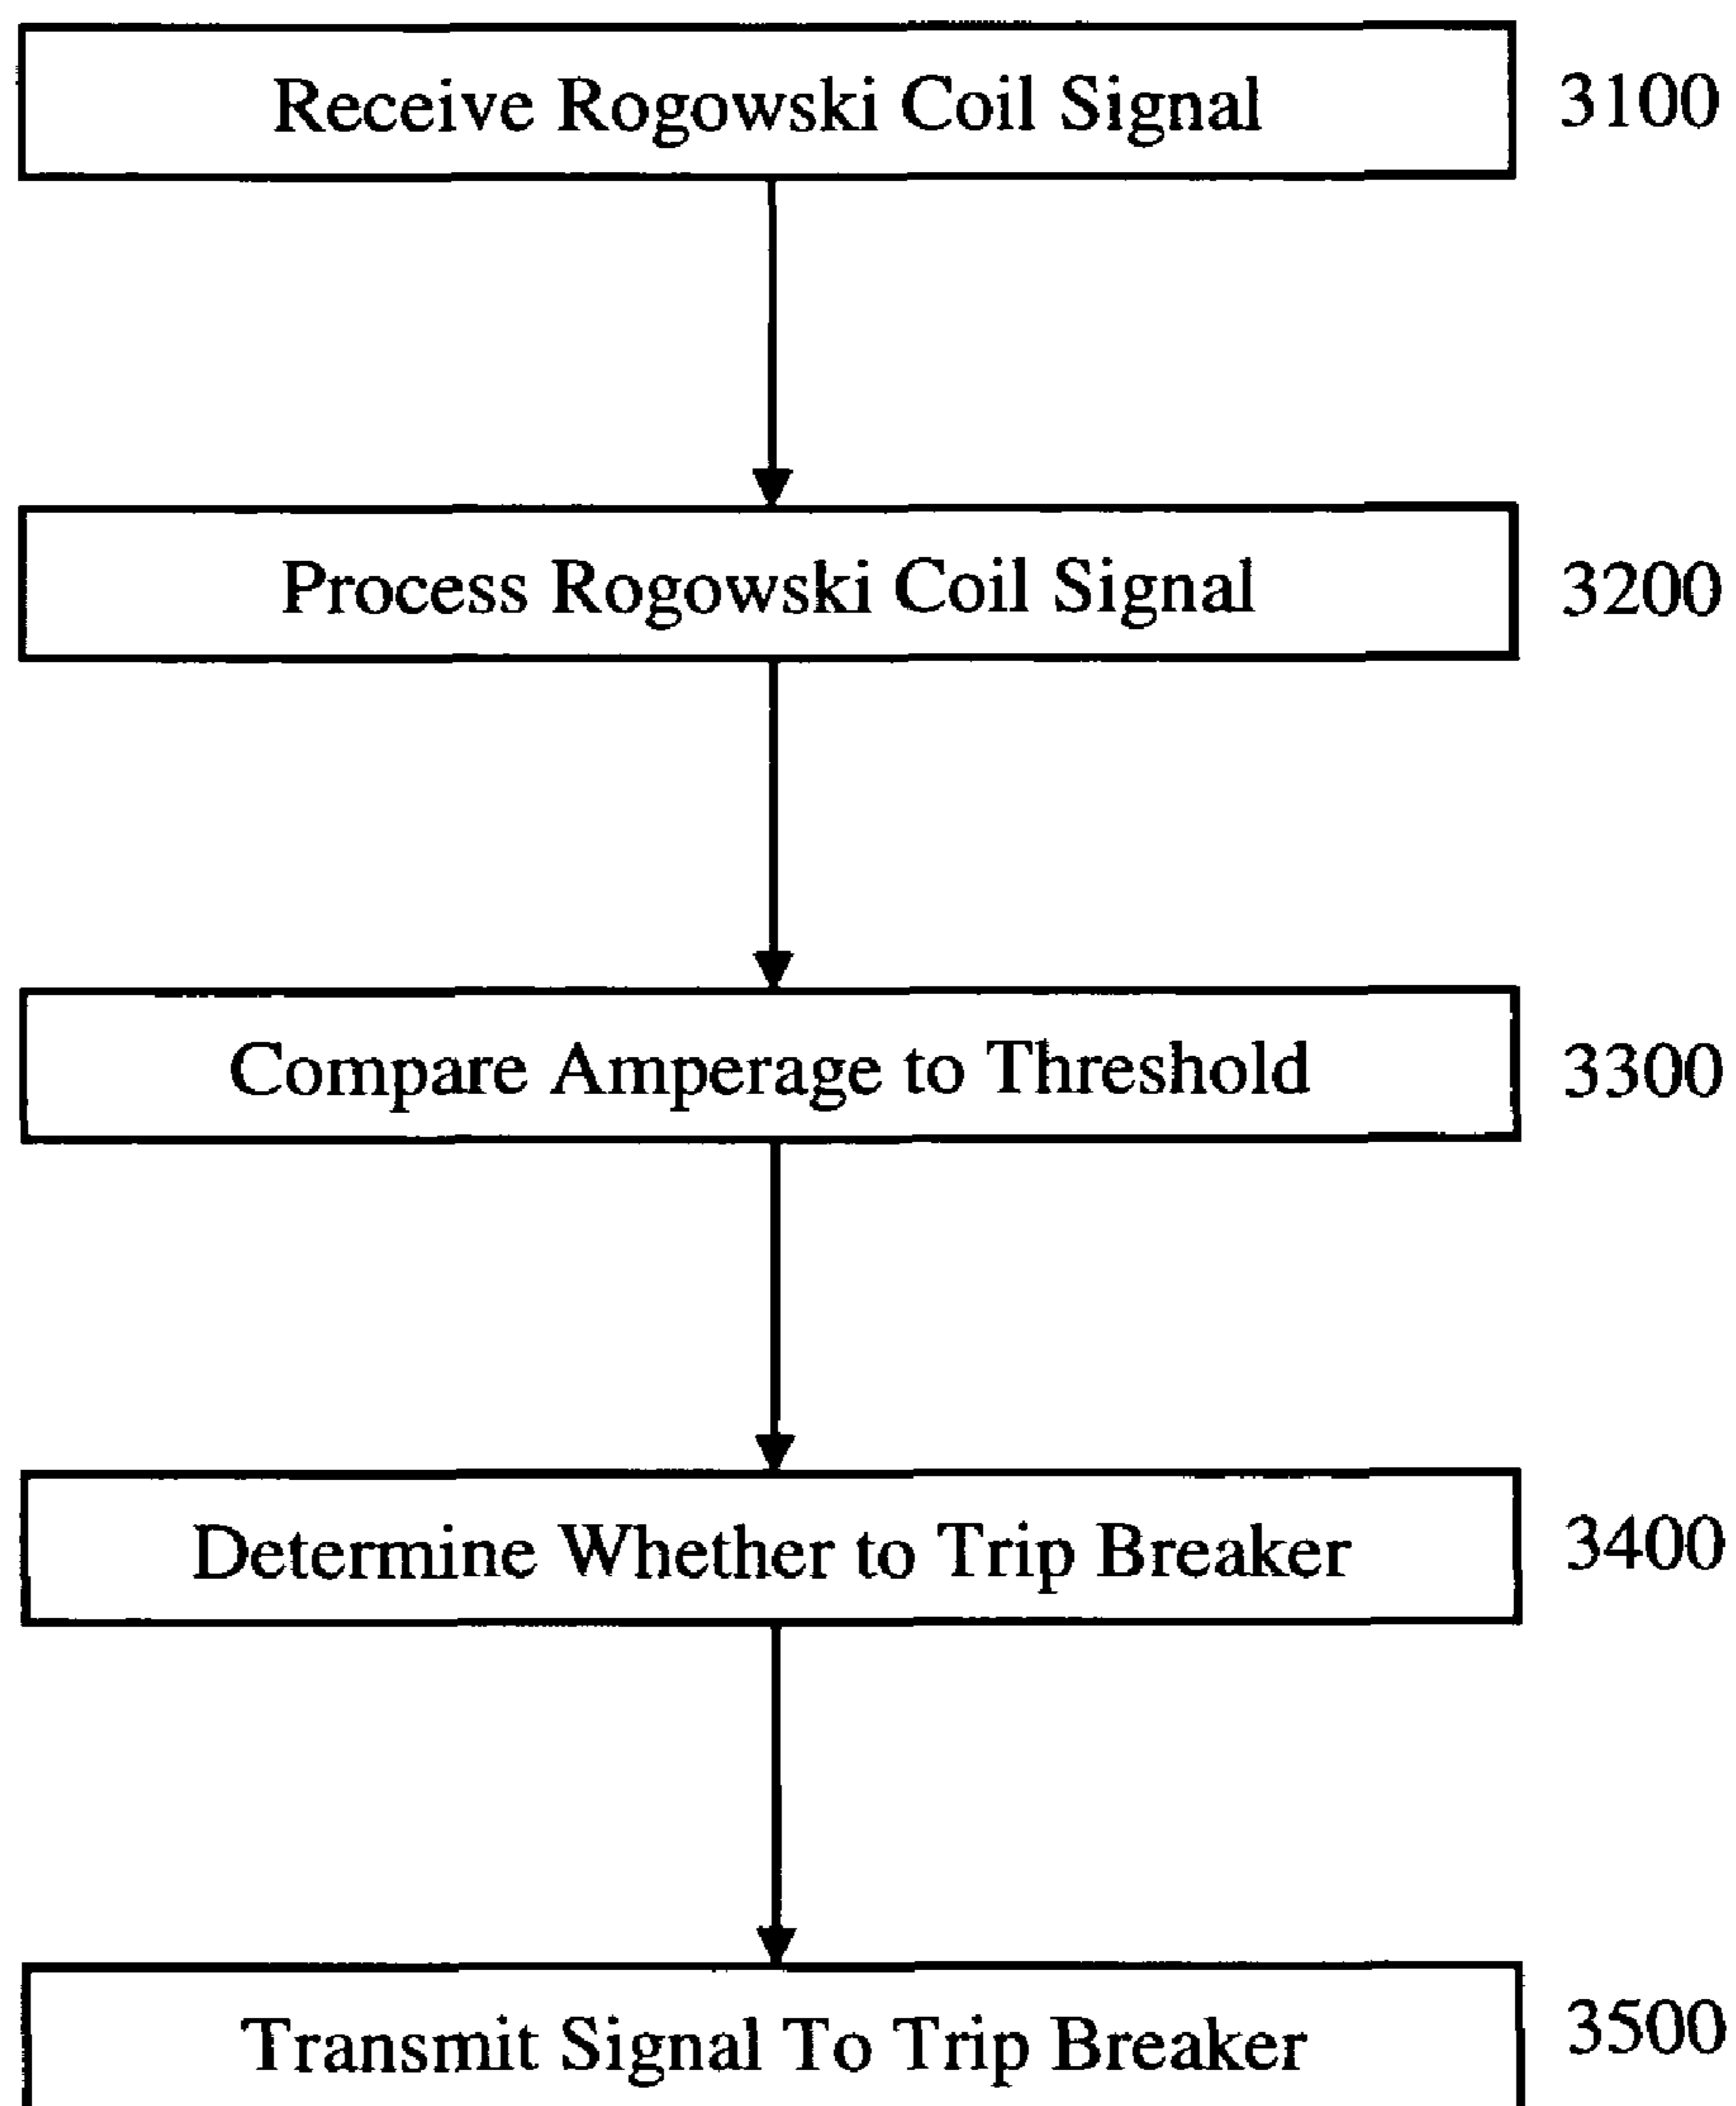 Receive Rogowski Coil Signal 3100
Process Rogowski Coil Signal 3200
Compare Amperage to Threshold 3300
Determine Whether to Trip Breaker 3400
Transmit Signal To Trip Breaker 3500